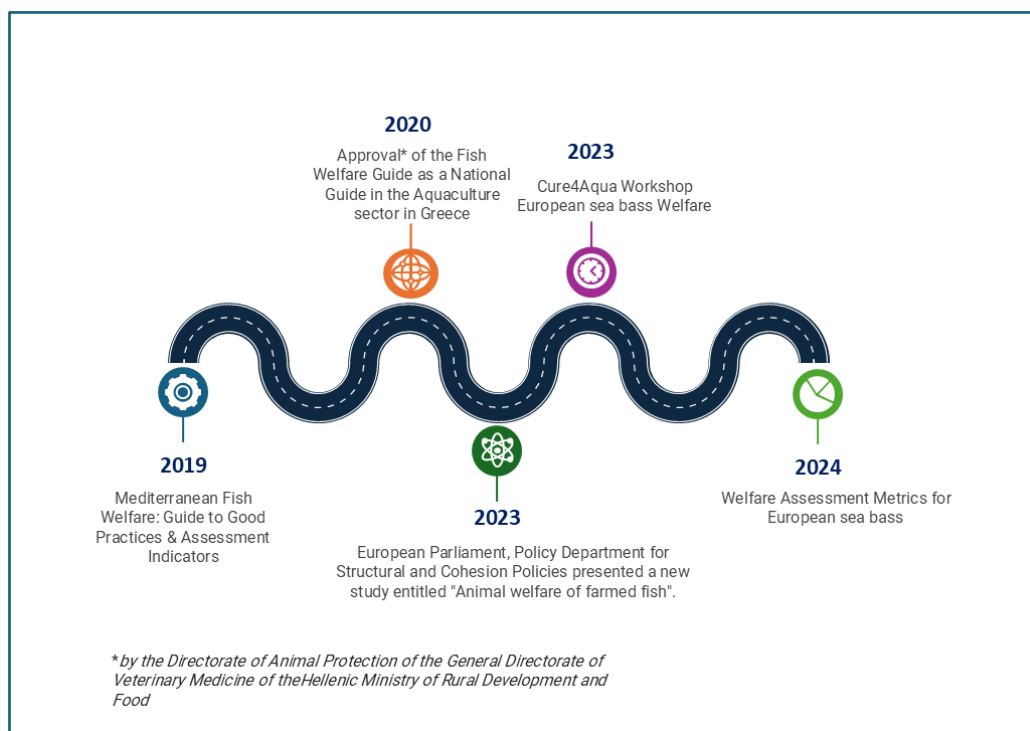 2019
Mediterranean Fish
Welfare: Guide to Good
Practices & Assessment
Indicators
2020
Approval* of the Fish
Welfare Guide as a National
Guide in the Aquaculture
sector in Greece
2023
European Parliament, Policy Department for
Structural and Cohesion Policies presented a new
study entitled "Animal welfare of farmed fish".
2023
Cure4Aqua Workshop
European sea bass Welfare
2024
Welfare Assessment Metrics for
European sea bass
*by the Directorate of Animal Protection of the General Directorate of
Veterinary Medicine of theHellenic Ministry of Rural Development and
Food